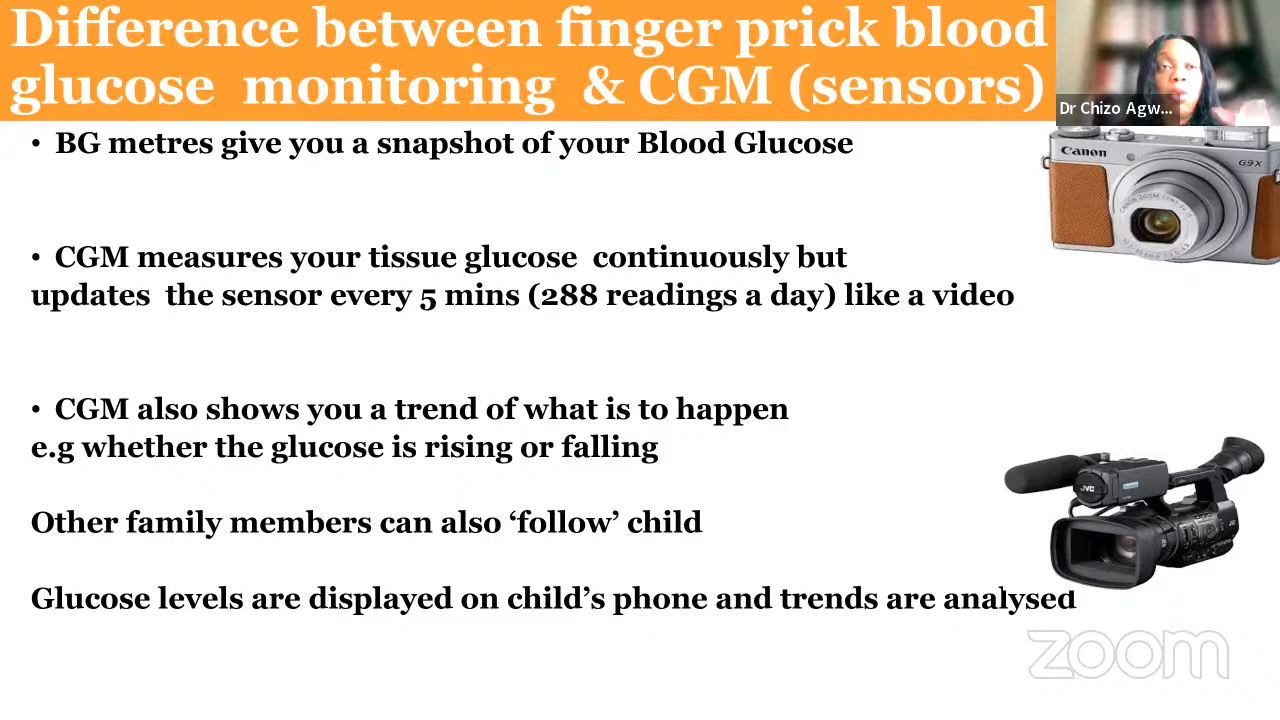 Difference between finger prick blood
glucose monitoring & CGM (sensors)
Dr Chizo Agw...
• BG metres give you a snapshot of your Blood Glucose
Canon
G9X
• CGM measures your tissue glucose continuously but
updates the sensor every 5 mins (288 readings a day) like a video
• CGM also shows you a trend of what is to happen
e.g whether the glucose is rising or falling
JVC
Other family members can also ‘follow’ child
Glucose levels are displayed on child’s phone and trends are analysed
zoom